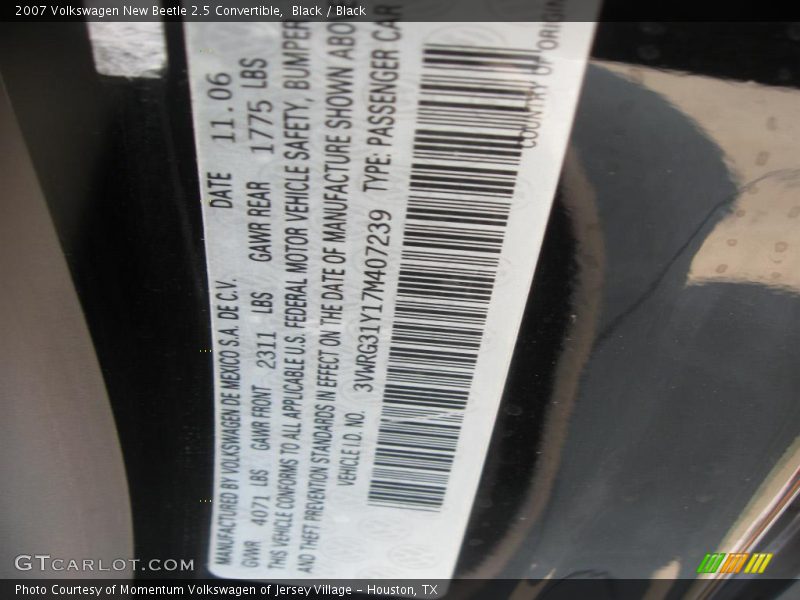 2007 Volkswagen New Beetle 2.5 Convertible, Black / Black
MANUFACTURED BY VOLKSWAGEN DE MEXICO S.A. DE C.V. DATE 11.06
GVWR 4071 LBS GAWR FRONT 2311 LBS GAWR REAR 1775 LBS
THIS VEHICLE CONFORMS TO ALL APPLICABLE U.S. FEDERAL MOTOR VEHICLE SAFETY, BUMPER
AND THEFT PREVENTION STANDARDS IN EFFECT ON THE DATE OF MANUFACTURE SHOWN ABO
VEHICLE I.D. NO. 3VWRG31Y17M407239 TYPE: PASSENGER CAR
COUNTRY OF ORIGIN
GTCARLOT.COM
Photo Courtesy of Momentum Volkswagen of Jersey Village - Houston, TX